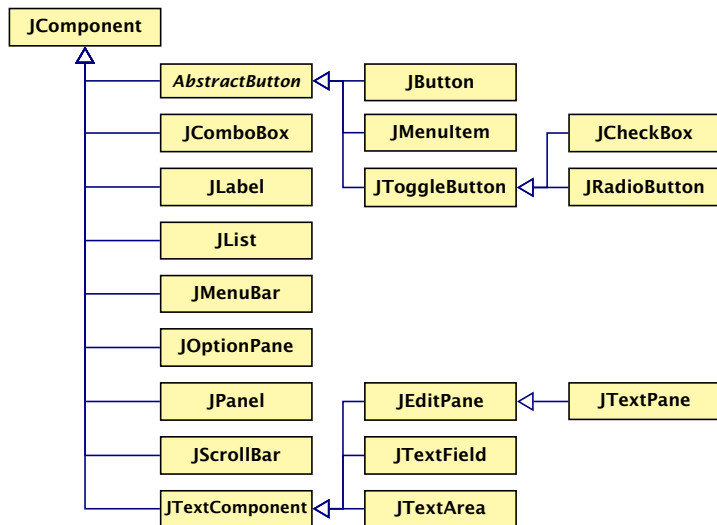 JComponent
AbstractButton
JButton
JComboBox
JMenuItem
JCheckBox
JLabel
JToggleButton
JRadioButton
JList
JMenuBar
JOptionPane
JPanel
JEditPane
JTextPane
JScrollBar
JTextField
JTextComponent
JTextArea